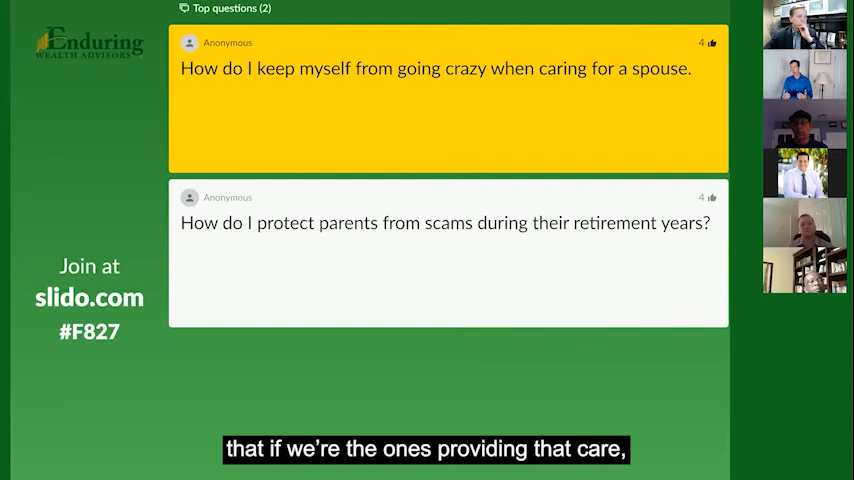 Top questions (2)
Enduring
WEALTH ADVISORS
Anonymous
4
How do I keep myself from going crazy when caring for a spouse.
Anonymous
4
How do I protect parents from scams during their retirement years?
Join at
slido.com
#F827
that if we're the ones providing that care,